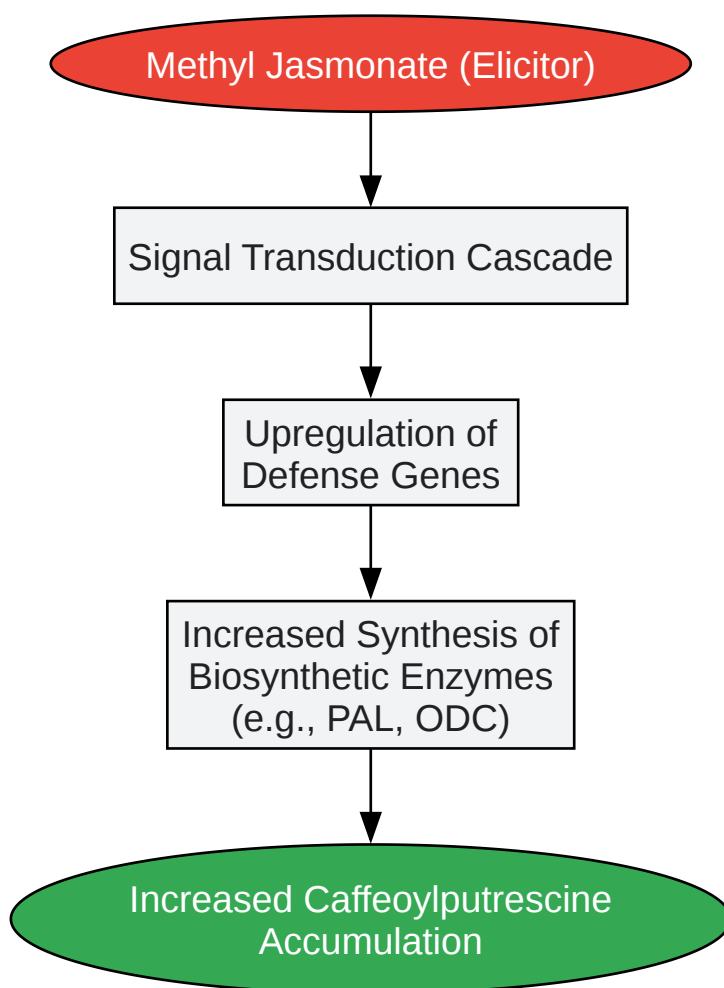 Methyl Jasmonate (Elicitor)
Signal Transduction Cascade
Upregulation of
Defense Genes
Increased Synthesis of
Biosynthetic Enzymes
(e.g., PAL, ODC)
Increased Caffeoylputrescine
Accumulation